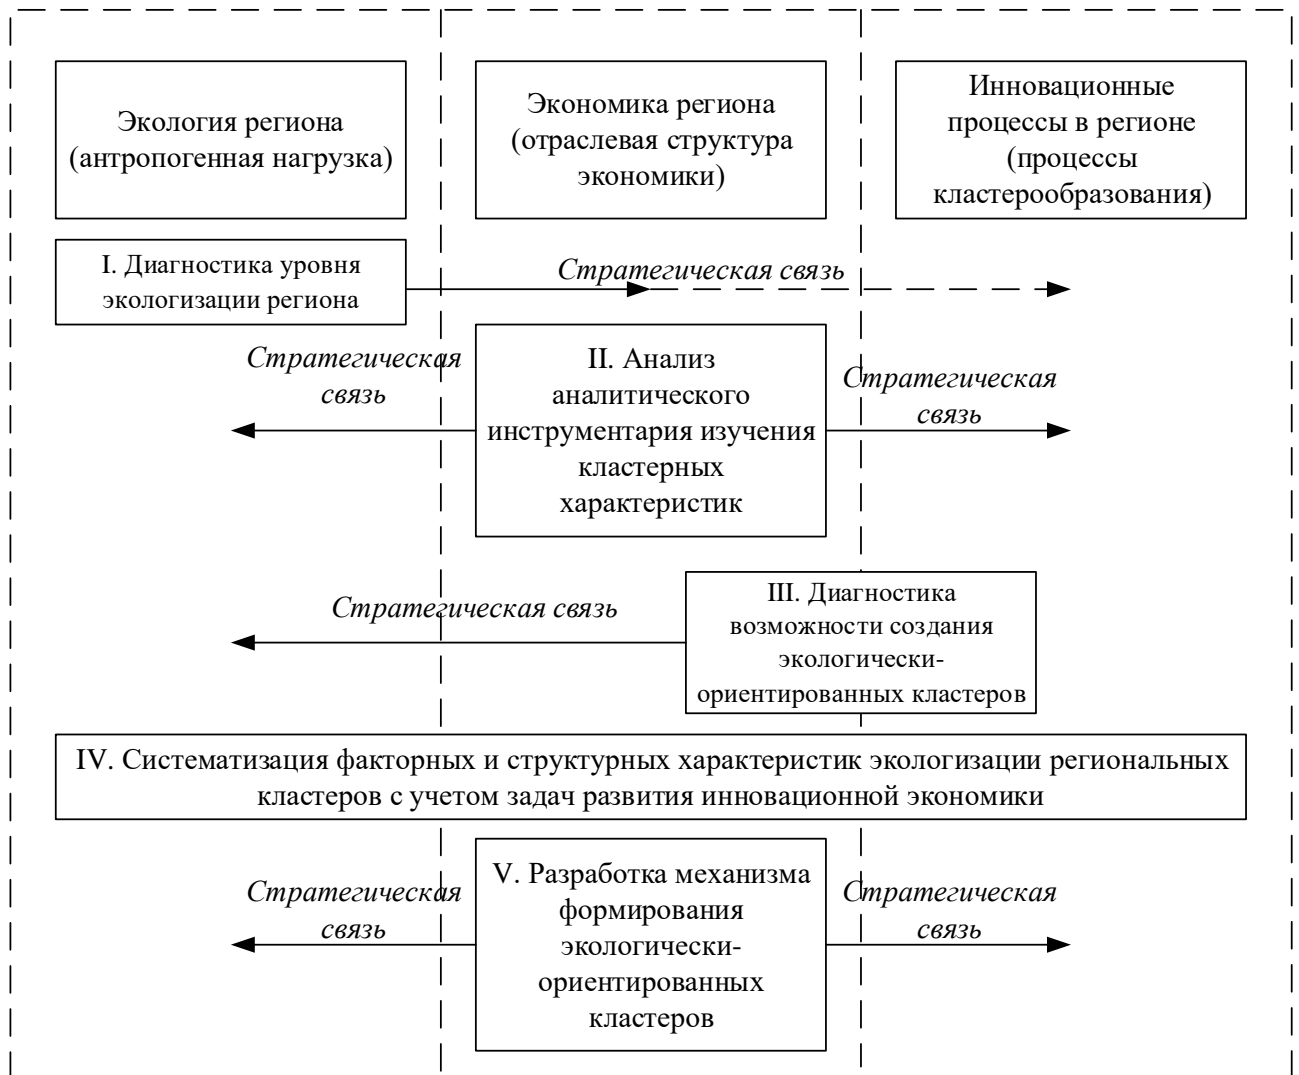 Экология региона
(антропогенная нагрузка)
Экономика региона
(отраслевая структура
экономики)
Инновационные
процессы в регионе
(процессы
кластерообразования)
I. Диагностика уровня
экологизации региона
Стратегическая связь
Стратегическая
связь
II. Анализ
аналитического
инструментария изучения
кластерных
характеристик
Стратегическая
связь
Стратегическая связь
III. Диагностика
возможности создания
экологически-
ориентированных кластеров
IV. Систематизация факторных и структурных характеристик экологизации региональных
кластеров с учетом задач развития инновационной экономики
Стратегическая
связь
V. Разработка механизма
формирования
экологически-
ориентированных
кластеров
Стратегическая
связь